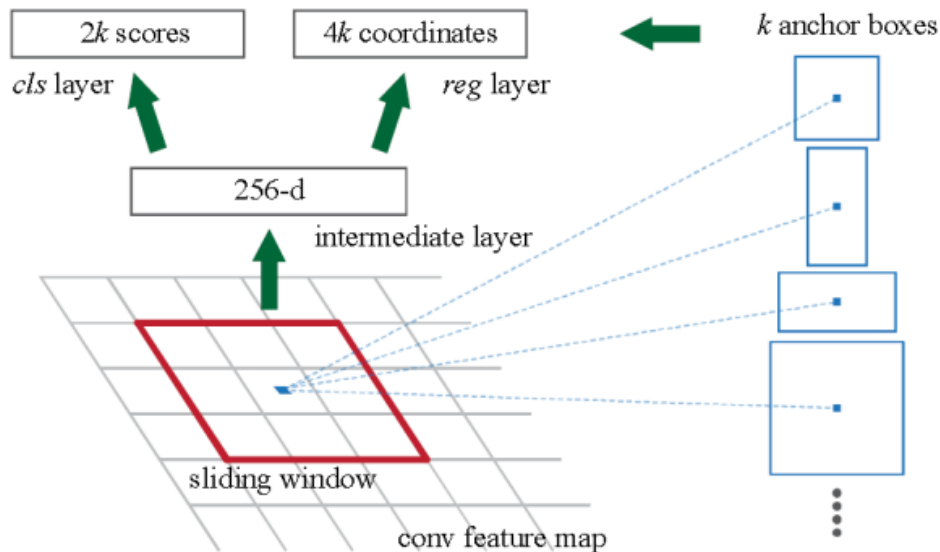 2k scores
4k coordinates
k anchor boxes
cls layer
reg layer
256-d
intermediate layer
sliding window
conv feature map